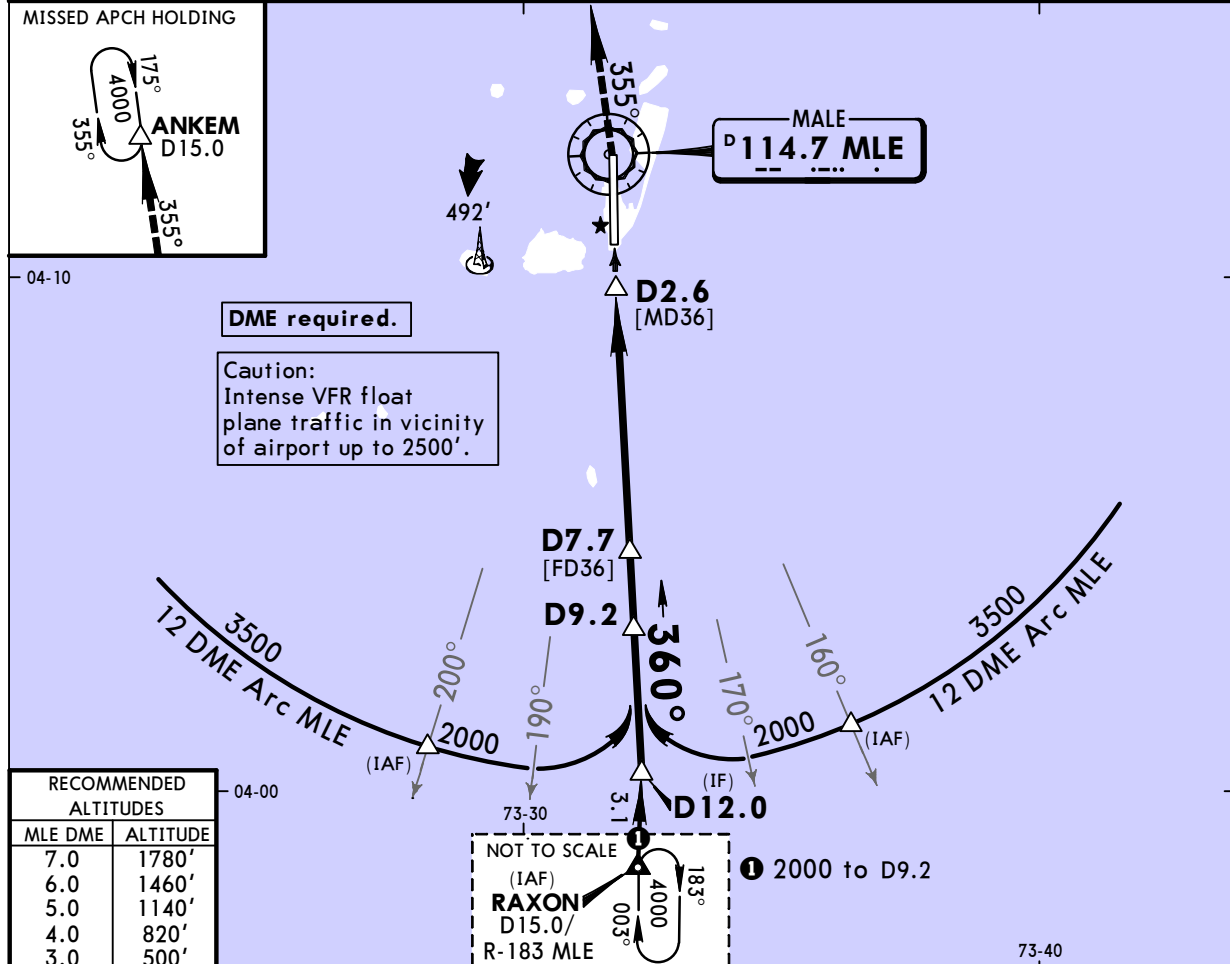 MISSED APCH HOLDING
175°
4000
355°
ANKEM
D15.0
355°
355°
MALE
D 114.7 MLE
492'
04-10
D2.6
[MD36]
DME required.
Caution:
Intense VFR float
plane traffic in vicinity
of airport up to 2500'.
D7.7
[FD36]
D9.2
360°
3500
12 DME Arc MLE
200°
190°
2000
(IAF)
170°
160°
3500
12 DME Arc MLE
2000
(IAF)
(IF)
D12.0
04-00
73-30
3.1
1
NOT TO SCALE
(IAF)
RAXON
D15.0/
R-183 MLE
183°
4000
003°
1 2000 to D9.2
73-40
RECOMMENDED
ALTITUDES
MLE DME ALTITUDE
7.0 1780'
6.0 1460'
5.0 1140'
4.0 820'
3.0 500'